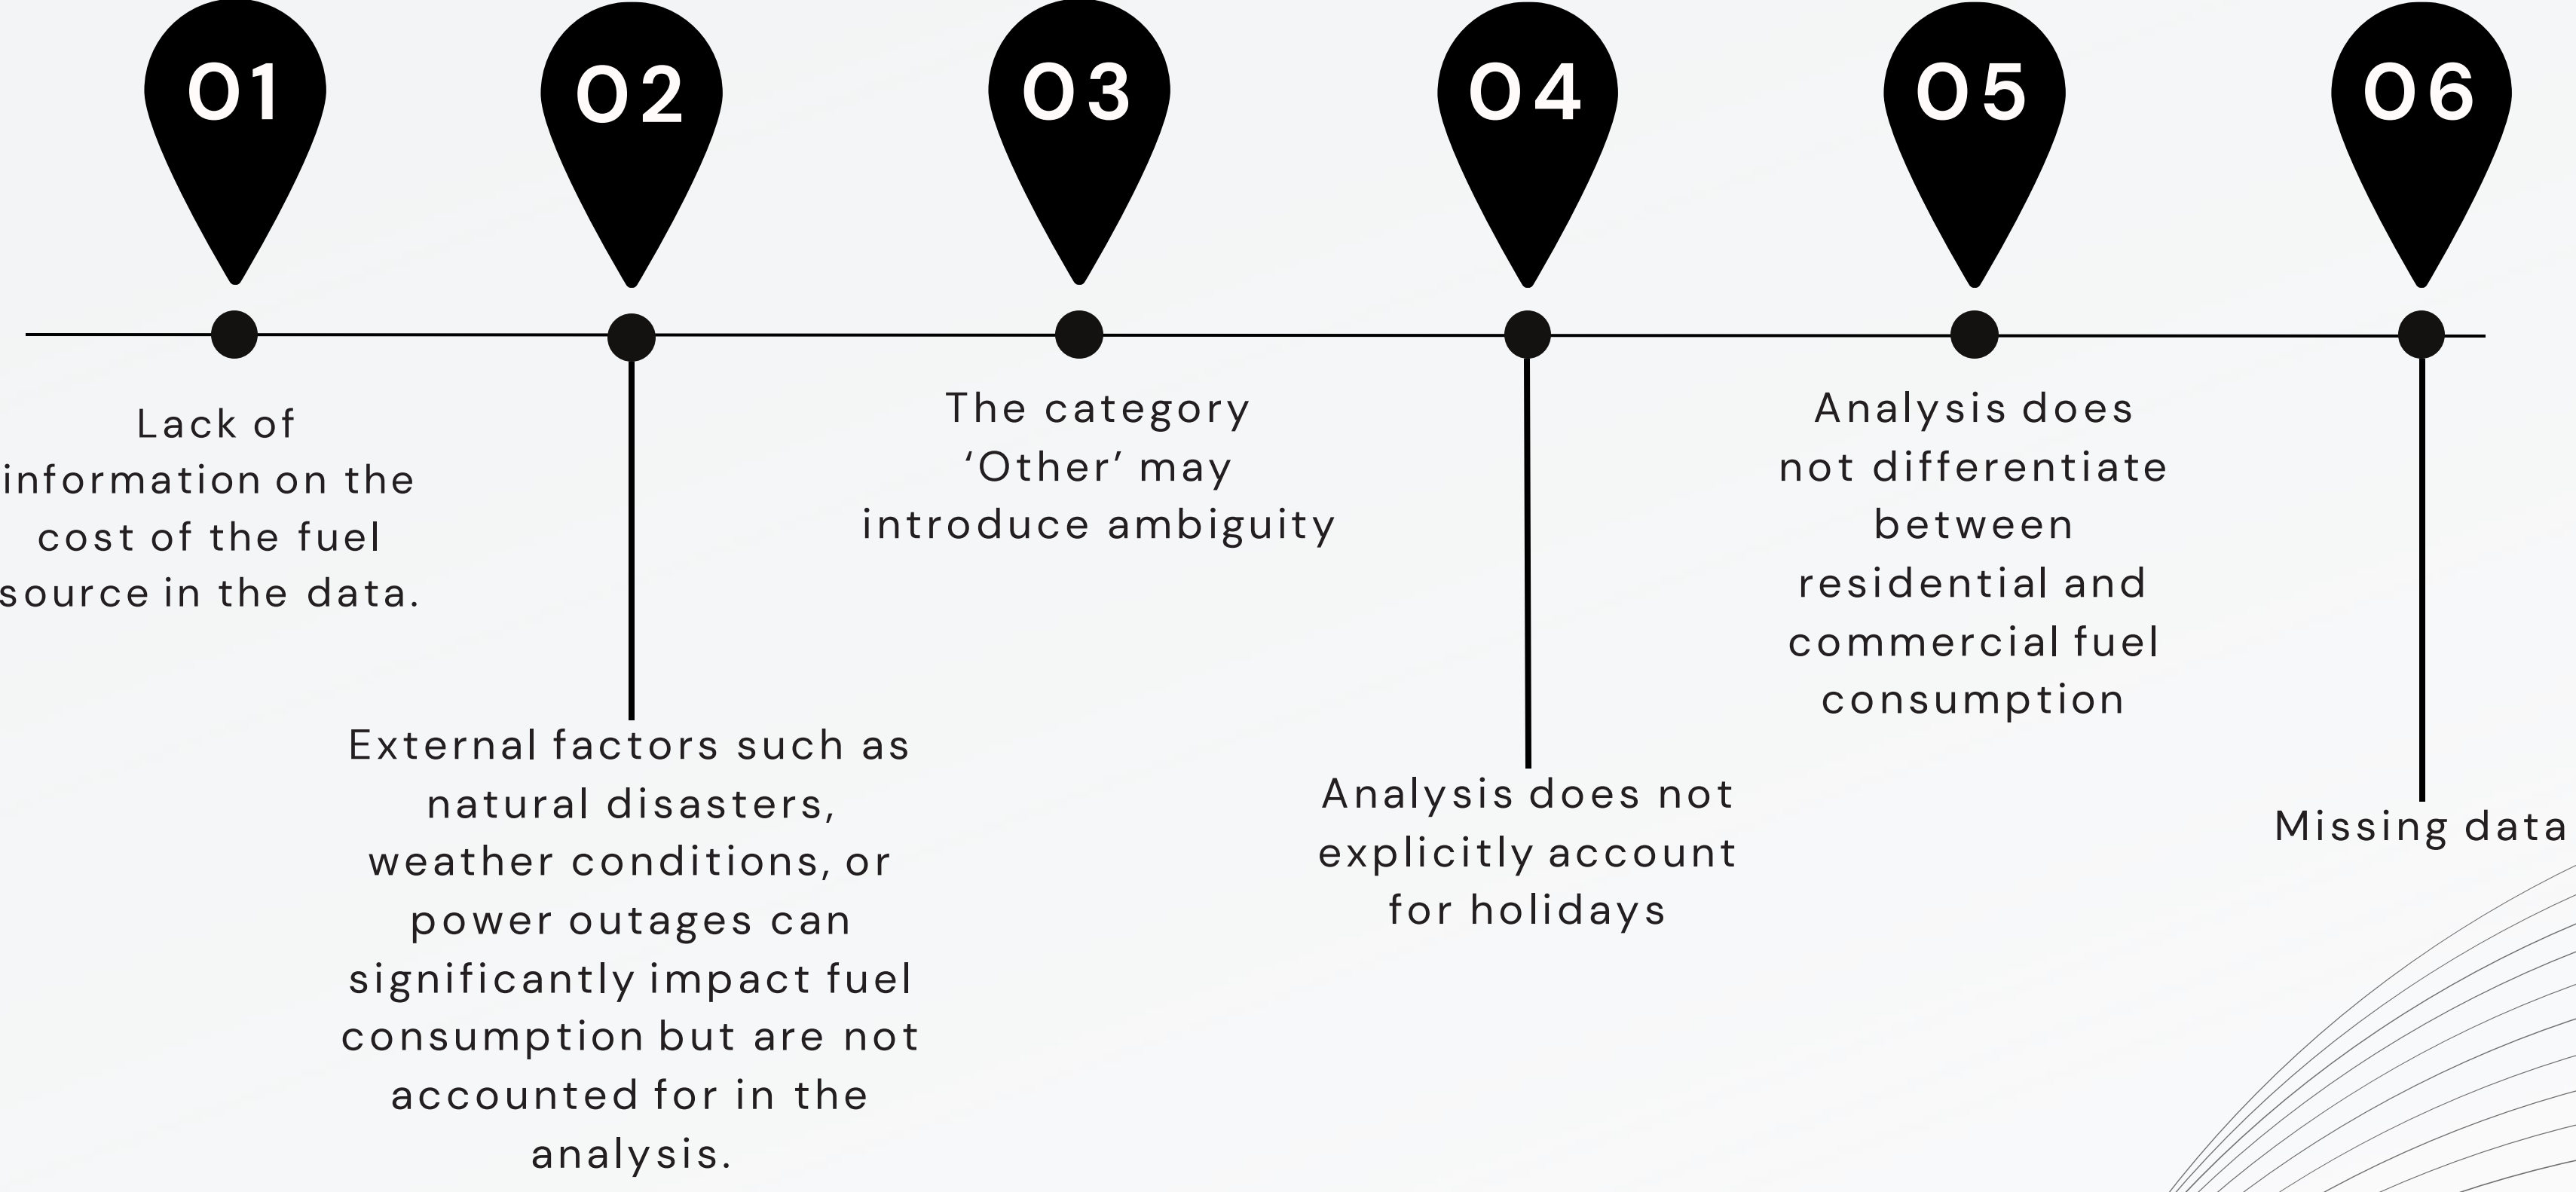 01
02
03
04
05
06
Lack of
information on the
cost of the fuel
source in the data.
External factors such as
natural disasters,
weather conditions, or
power outages can
significantly impact fuel
consumption but are not
accounted for in the
analysis.
The category
‘Other’ may
introduce ambiguity
Analysis does not
explicitly account
for holidays
Analysis does
not differentiate
between
residential and
commercial fuel
consumption
Missing data